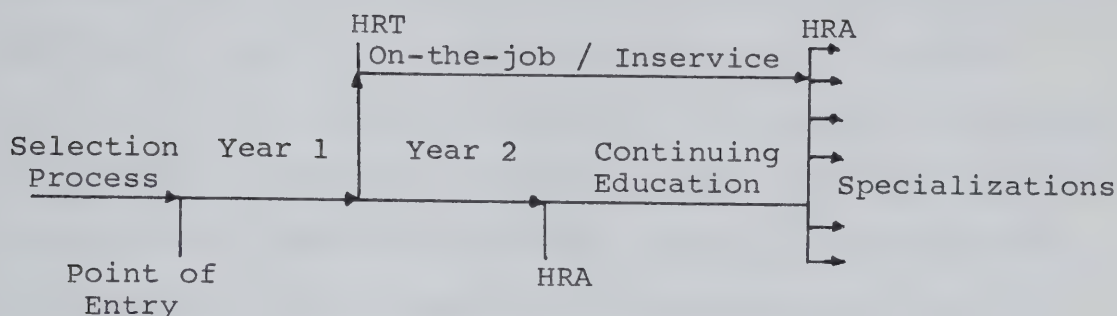 HRT
HRA
On-the-job / Inservice
Selection
Process
Year 1
Year 2
Continuing
Education
Specializations
Point of
Entry
HRA